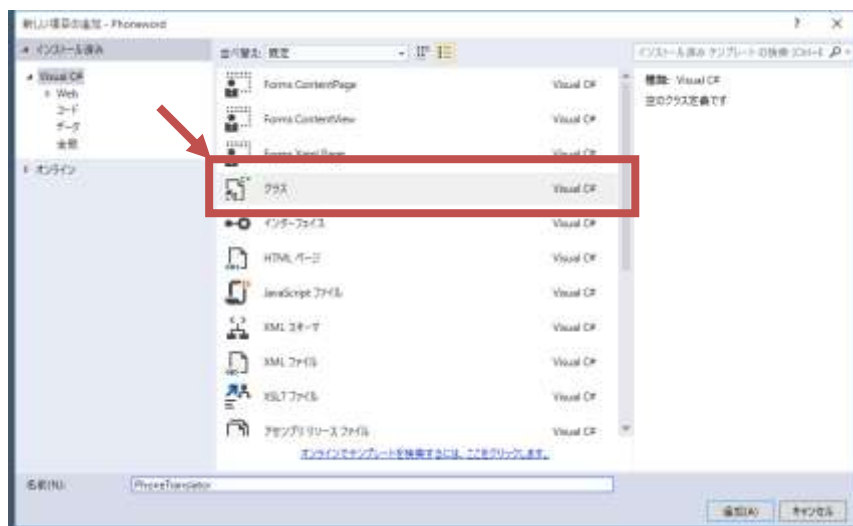 新しい項目の追加 - Phoneword
? ×
インストール済み
並べ替え: 既定
インストール済み テンプレート の検索 (Ctrl+E)
Visual C#
Web
コード
データ
全般
オンライン
Forms ContentPage Visual C#
Forms ContentView Visual C#
Forms Xaml Page Visual C#
クラス Visual C#
インターフェイス Visual C#
HTML ページ Visual C#
JavaScript ファイル Visual C#
XML スキーマ Visual C#
XML ファイル Visual C#
XSLT ファイル Visual C#
アセンブリ リソース ファイル Visual C#
オンラインでテンプレートを検索するには、ここをクリックします。
種類: Visual C#
空のクラス定義です
名前(N): PhoneTranslator
追加(A) キャンセル